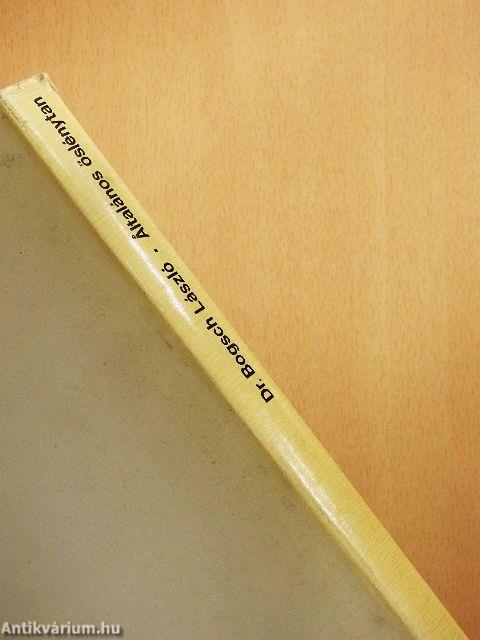 Dr. Bogsch László . Általános őslénytan
Antikvárium.hu